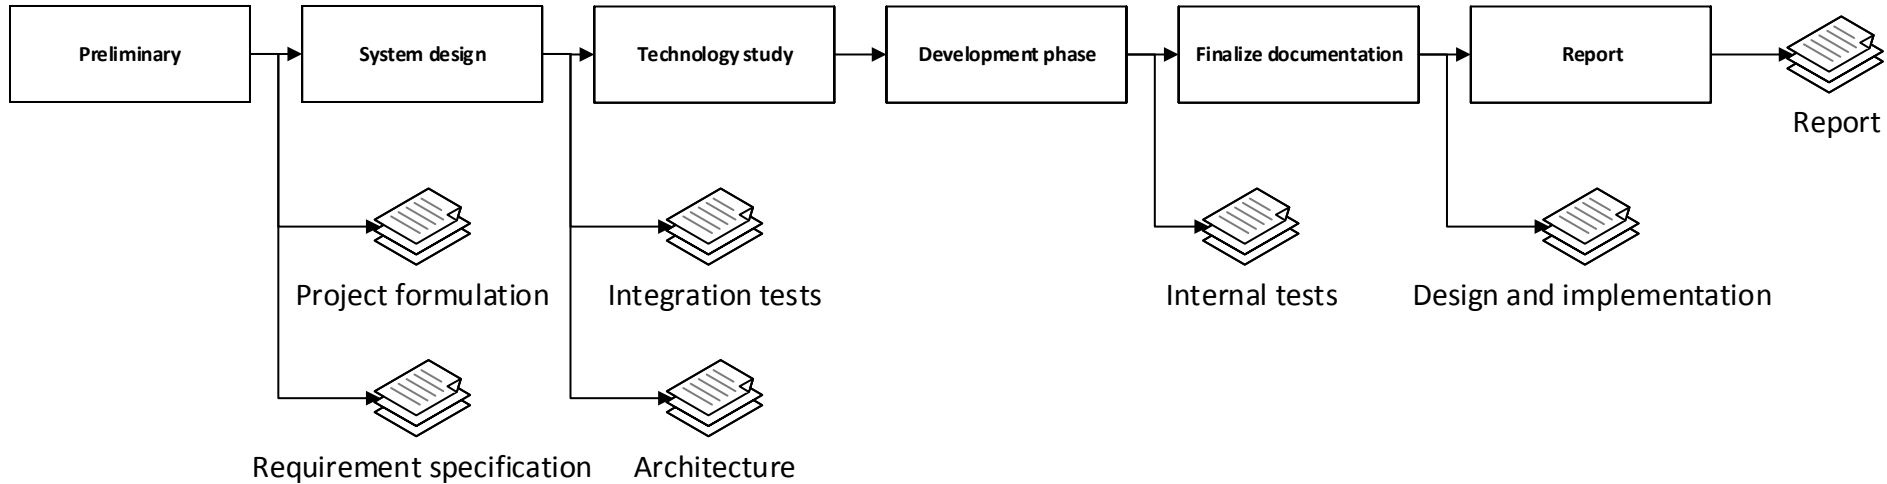 Preliminary
System design
Technology study
Development phase
Finalize documentation
Report
Report
Project formulation
Integration tests
Internal tests
Design and implementation
Requirement specification
Architecture